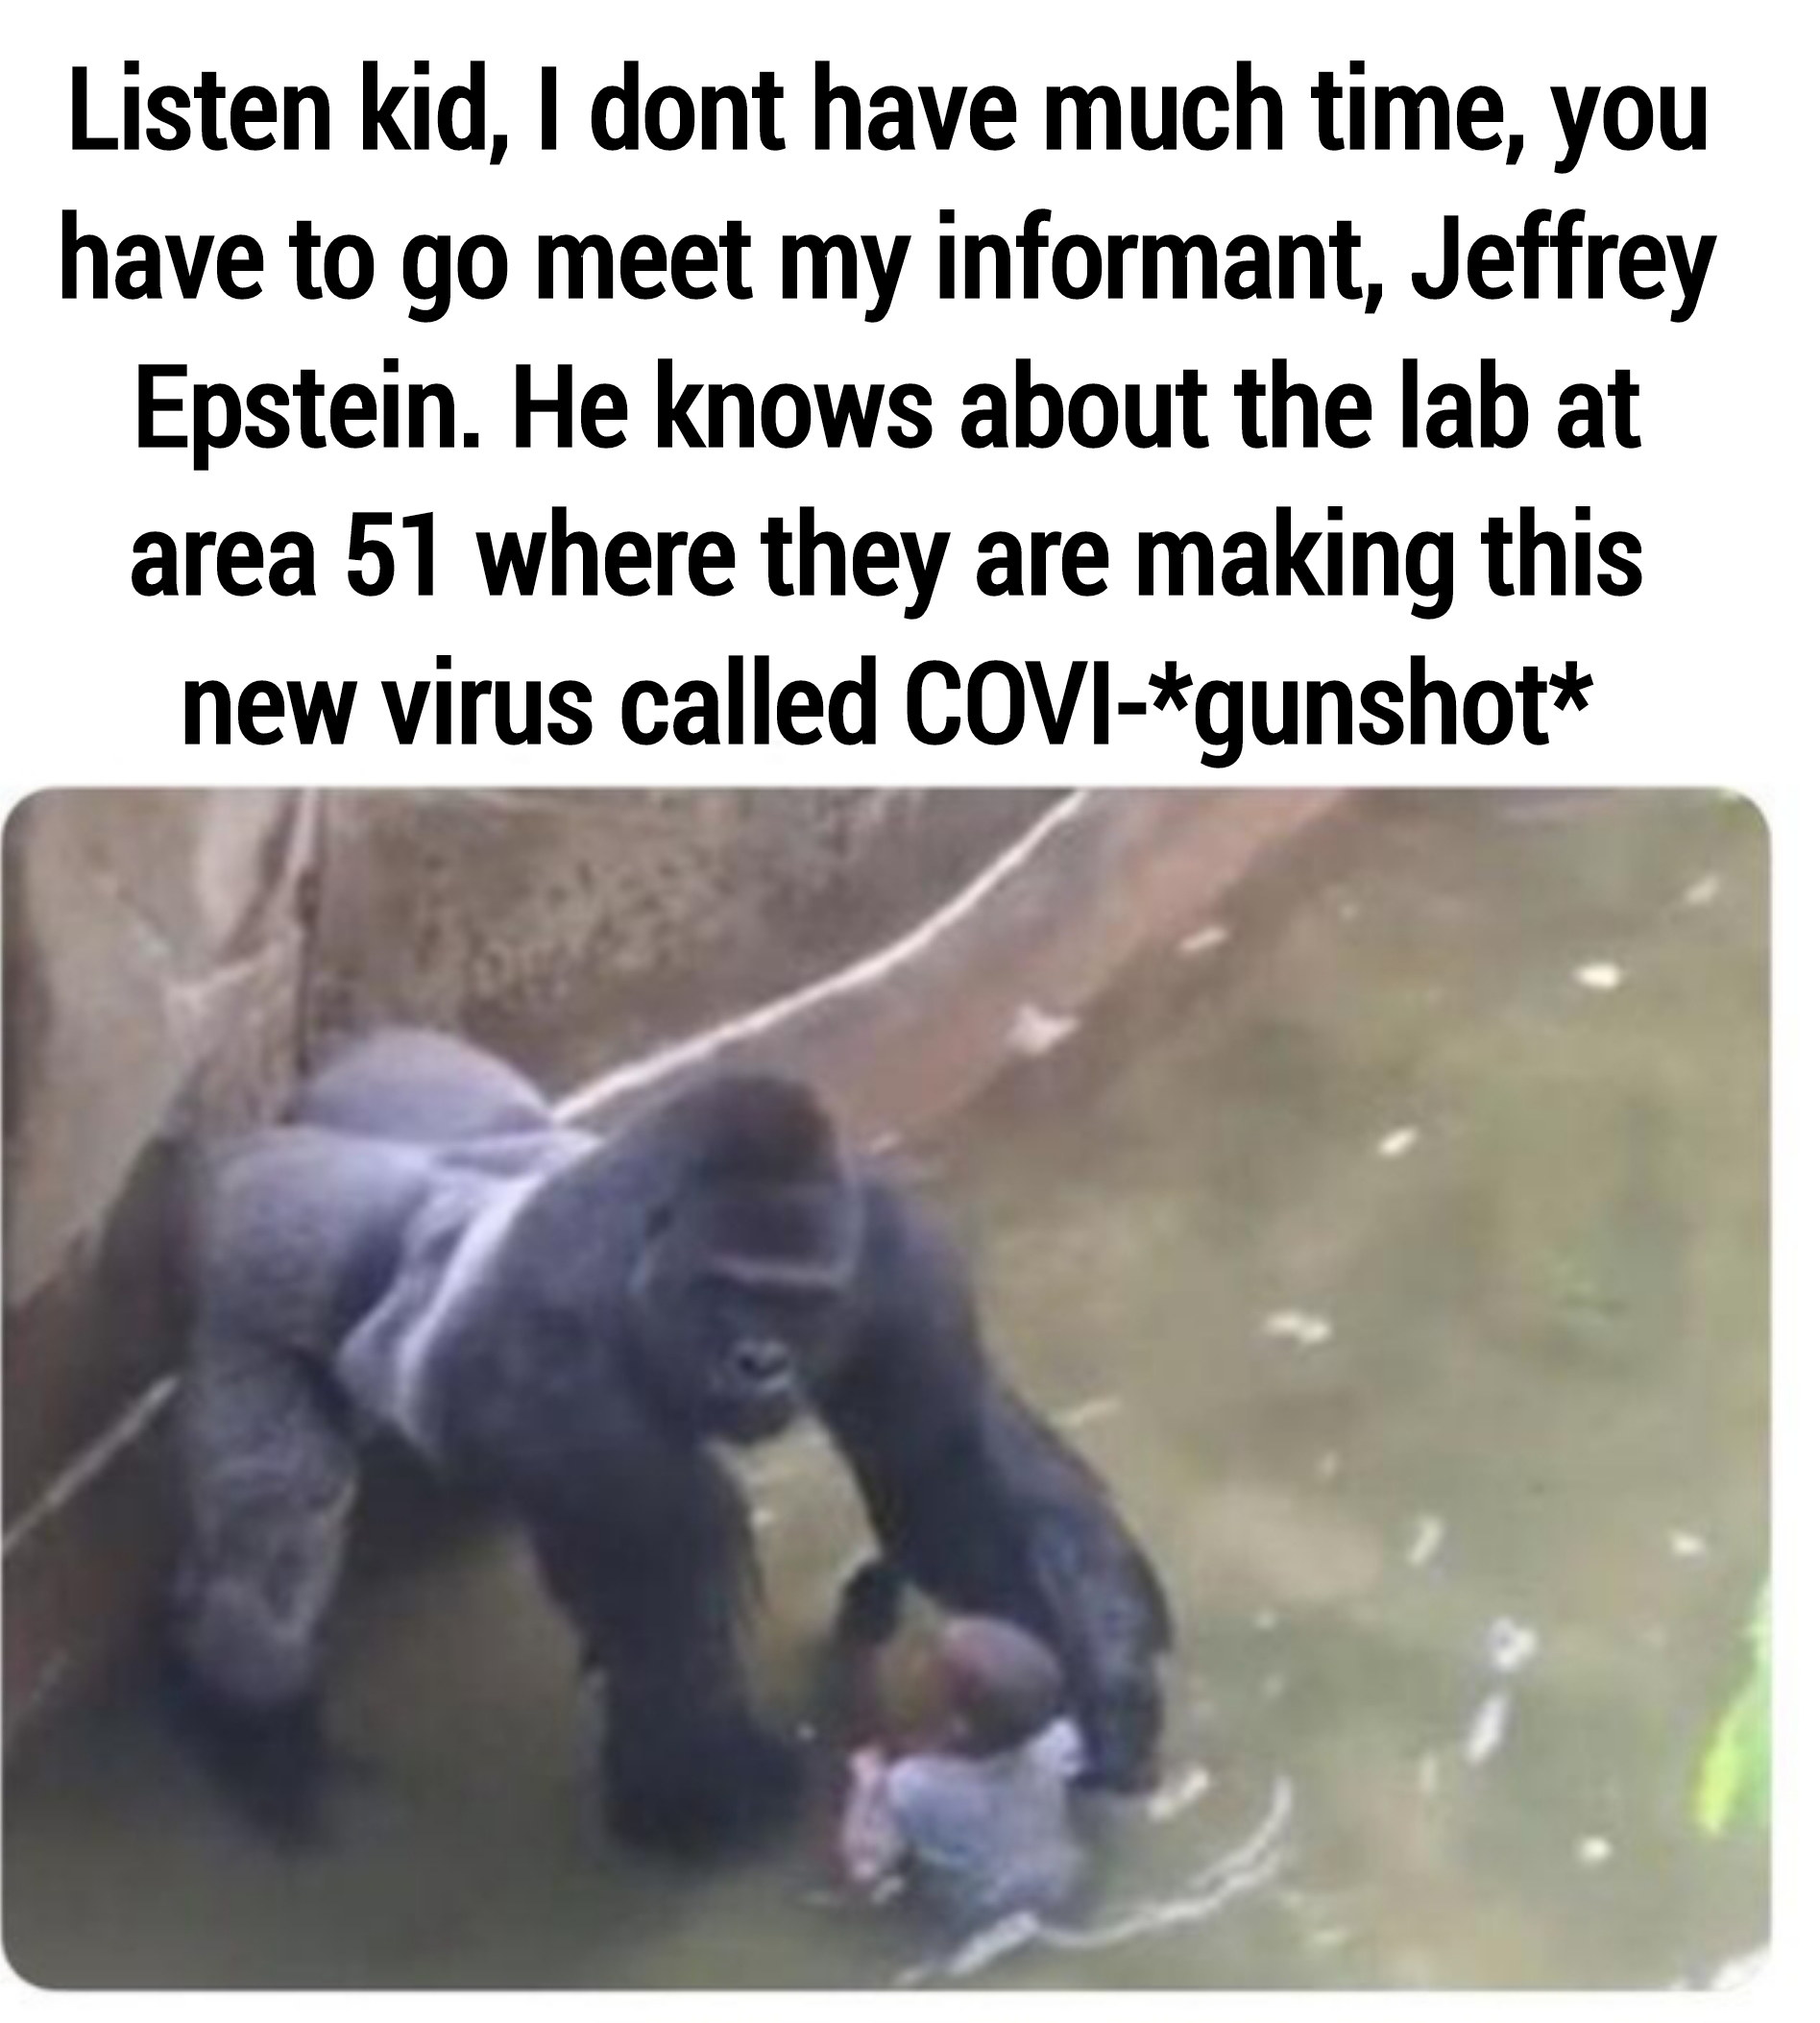 Listen kid, I dont have much time, you
have to go meet my informant, Jeffrey
Epstein. He knows about the lab at
area 51 where they are making this
new virus called COVI-*gunshot*